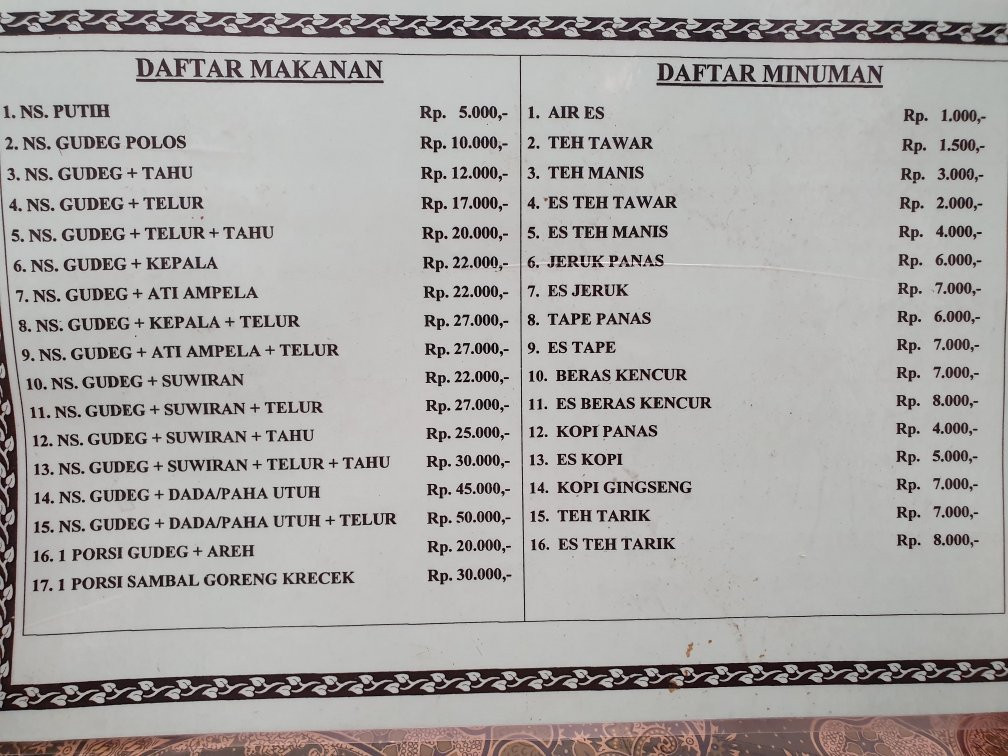 DAFTAR MAKANAN
1. NS. PUTIH Rp. 5.000,-
2. NS. GUDEG POLOS Rp. 10.000,-
3. NS. GUDEG + TAHU Rp. 12.000,-
4. NS. GUDEG + TELUR Rp. 17.000,-
5. NS. GUDEG + TELUR + TAHU Rp. 20.000,-
6. NS. GUDEG + KEPALA Rp. 22.000,-
7. NS. GUDEG + ATI AMPELA Rp. 22.000,-
8. NS. GUDEG + KEPALA + TELUR Rp. 27.000,-
9. NS. GUDEG + ATI AMPELA + TELUR Rp. 27.000,-
10. NS. GUDEG + SUWIRAN Rp. 22.000,-
11. NS. GUDEG + SUWIRAN + TELUR Rp. 27.000,-
12. NS. GUDEG + SUWIRAN + TAHU Rp. 25.000,-
13. NS. GUDEG + SUWIRAN + TELUR + TAHU Rp. 30.000,-
14. NS. GUDEG + DADA/PAHA UTUH Rp. 45.000,-
15. NS. GUDEG + DADA/PAHA UTUH + TELUR Rp. 50.000,-
16. 1 PORSI GUDEG + AREH Rp. 20.000,-
17. 1 PORSI SAMBAL GORENG KRECEK Rp. 30.000,-
DAFTAR MINUMAN
1. AIR ES Rp. 1.000,-
2. TEH TAWAR Rp. 1.500,-
3. TEH MANIS Rp. 3.000,-
4. ES TEH TAWAR Rp. 2.000,-
5. ES TEH MANIS Rp. 4.000,-
6. JERUK PANAS Rp. 6.000,-
7. ES JERUK Rp. 7.000,-
8. TAPE PANAS Rp. 6.000,-
9. ES TAPE Rp. 7.000,-
10. BERAS KENCUR Rp. 7.000,-
11. ES BERAS KENCUR Rp. 8.000,-
12. KOPI PANAS Rp. 4.000,-
13. ES KOPI Rp. 5.000,-
14. KOPI GINGSENG Rp. 7.000,-
15. TEH TARIK Rp. 7.000,-
16. ES TEH TARIK Rp. 8.000,-